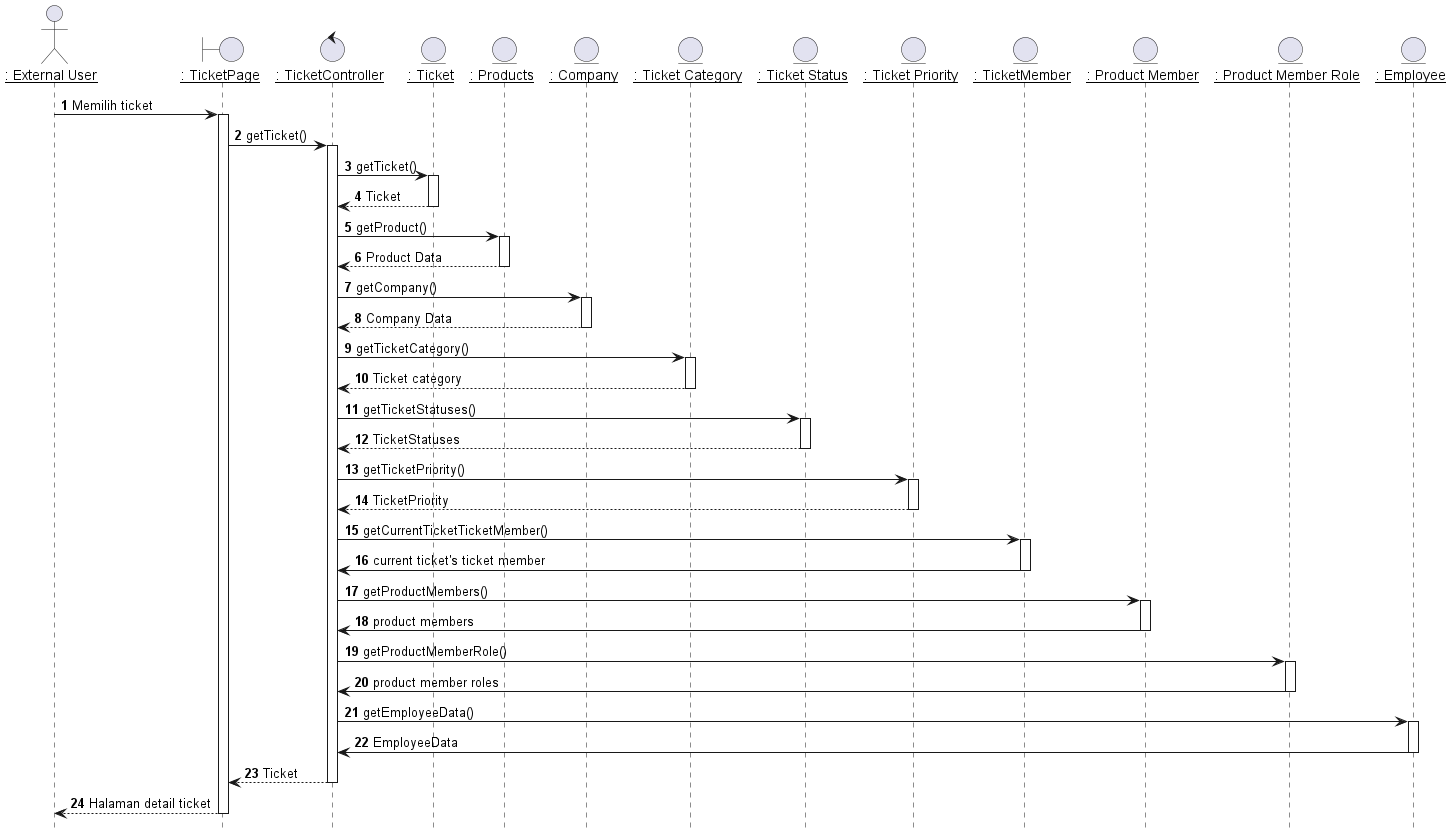 : External User
: TicketPage
: TicketController
: Ticket
: Products
: Company
: Ticket Category
: Ticket Status
: Ticket Priority
: TicketMember
: Product Member
: Product Member Role
: Employee
1 Memilih ticket
2 getTicket()
3 getTicket()
4 Ticket
5 getProduct()
6 Product Data
7 getCompany()
8 Company Data
9 getTicketCategory()
10 Ticket category
11 getTicketStatuses()
12 TicketStatuses
13 getTicketPriority()
14 TicketPriority
15 getCurrentTicketTicketMember()
16 current ticket's ticket member
17 getProductMembers()
18 product members
19 getProductMemberRole()
20 product member roles
21 getEmployeeData()
22 EmployeeData
23 Ticket
24 Halaman detail ticket